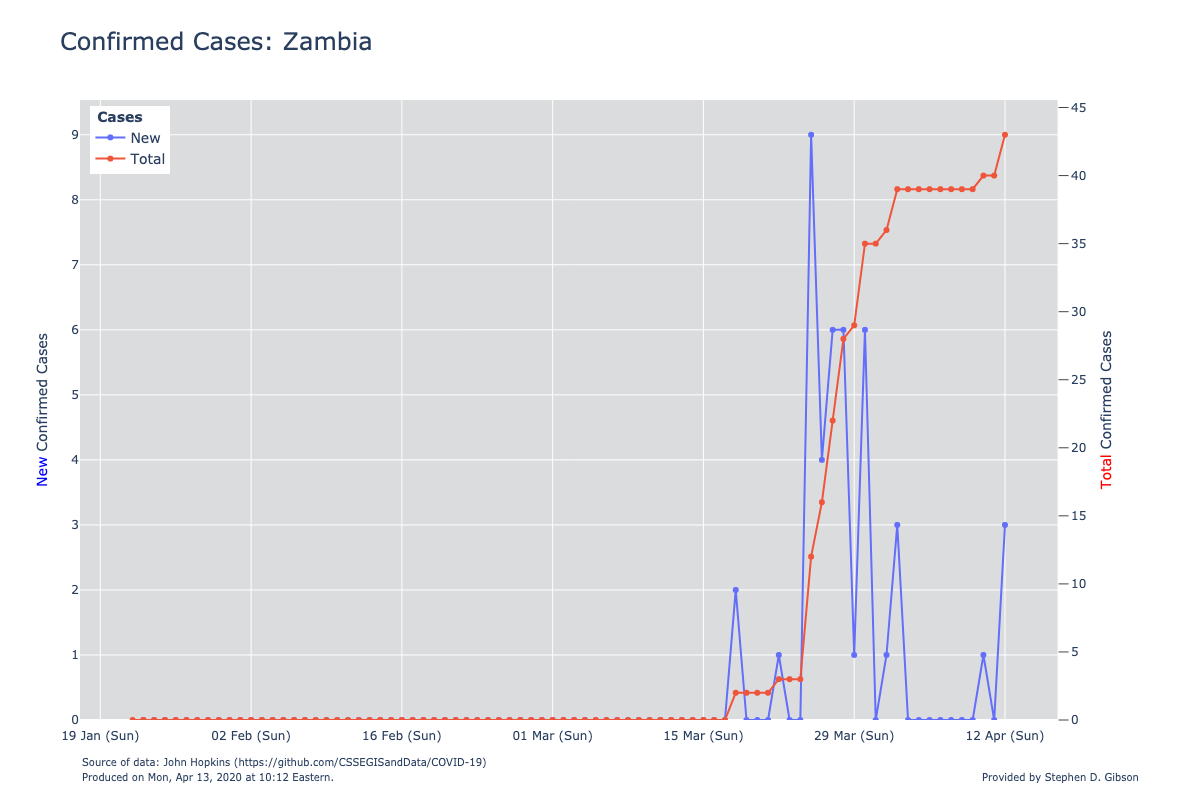 Confirmed Cases: Zambia
Cases
New
Total
9
8
7
6
5
4
3
2
1
0
New Confirmed Cases
45
40
35
30
25
20
15
10
5
0
Total Confirmed Cases
19 Jan (Sun) 02 Feb (Sun) 16 Feb (Sun) 01 Mar (Sun) 15 Mar (Sun) 29 Mar (Sun) 12 Apr (Sun)
Source of data: John Hopkins (https://github.com/CSSEGISandData/COVID-19)
Produced on Mon, Apr 13, 2020 at 10:12 Eastern.
Provided by Stephen D. Gibson